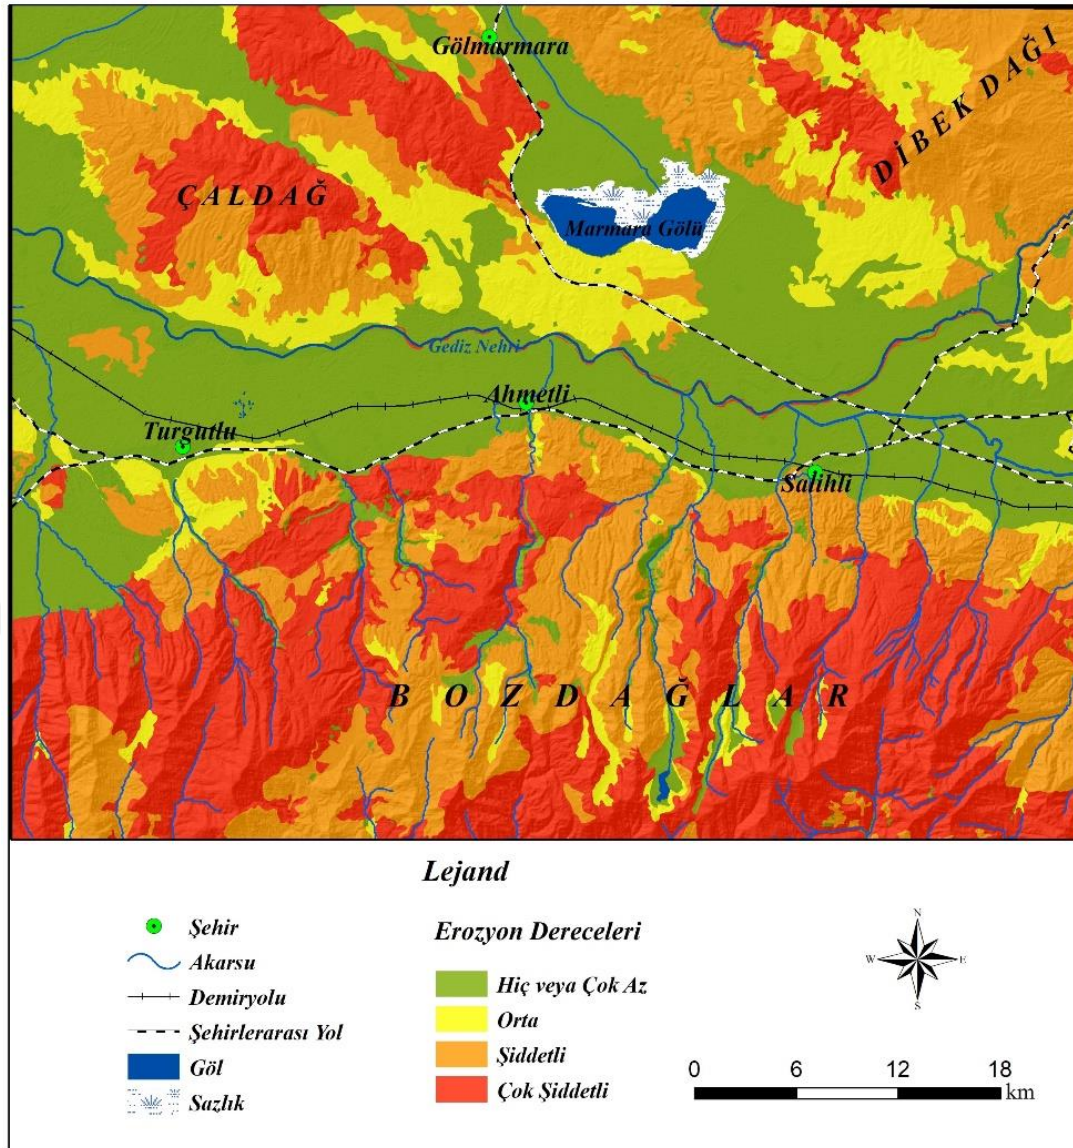 Gölmarmara
DİBEK DAĞI
ÇALDAĞ
Marmara Gölü
Gediz Nehri
Ahmetli
Turgutlu
Salihli
BOZDAĞLAR
Lejand
Şehir
Akarsu
Demiryolu
Şehirlerarası Yol
Göl
Sazlık
Erozyon Dereceleri
Hiç veya Çok Az
Orta
Şiddetli
Çok Şiddetli
N
W E
S
0 6 12 18
km